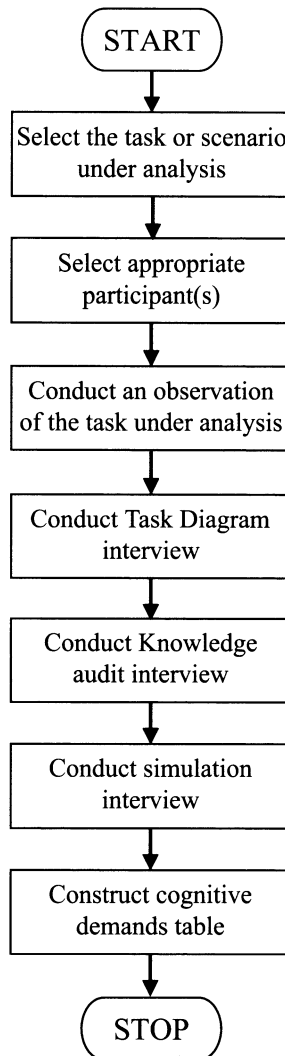 START
Select the task or scenario
under analysis
Select appropriate
participant(s)
Conduct an observation
of the task under analysis
Conduct Task Diagram
interview
Conduct Knowledge
audit interview
Conduct simulation
interview
Construct cognitive
demands table
STOP